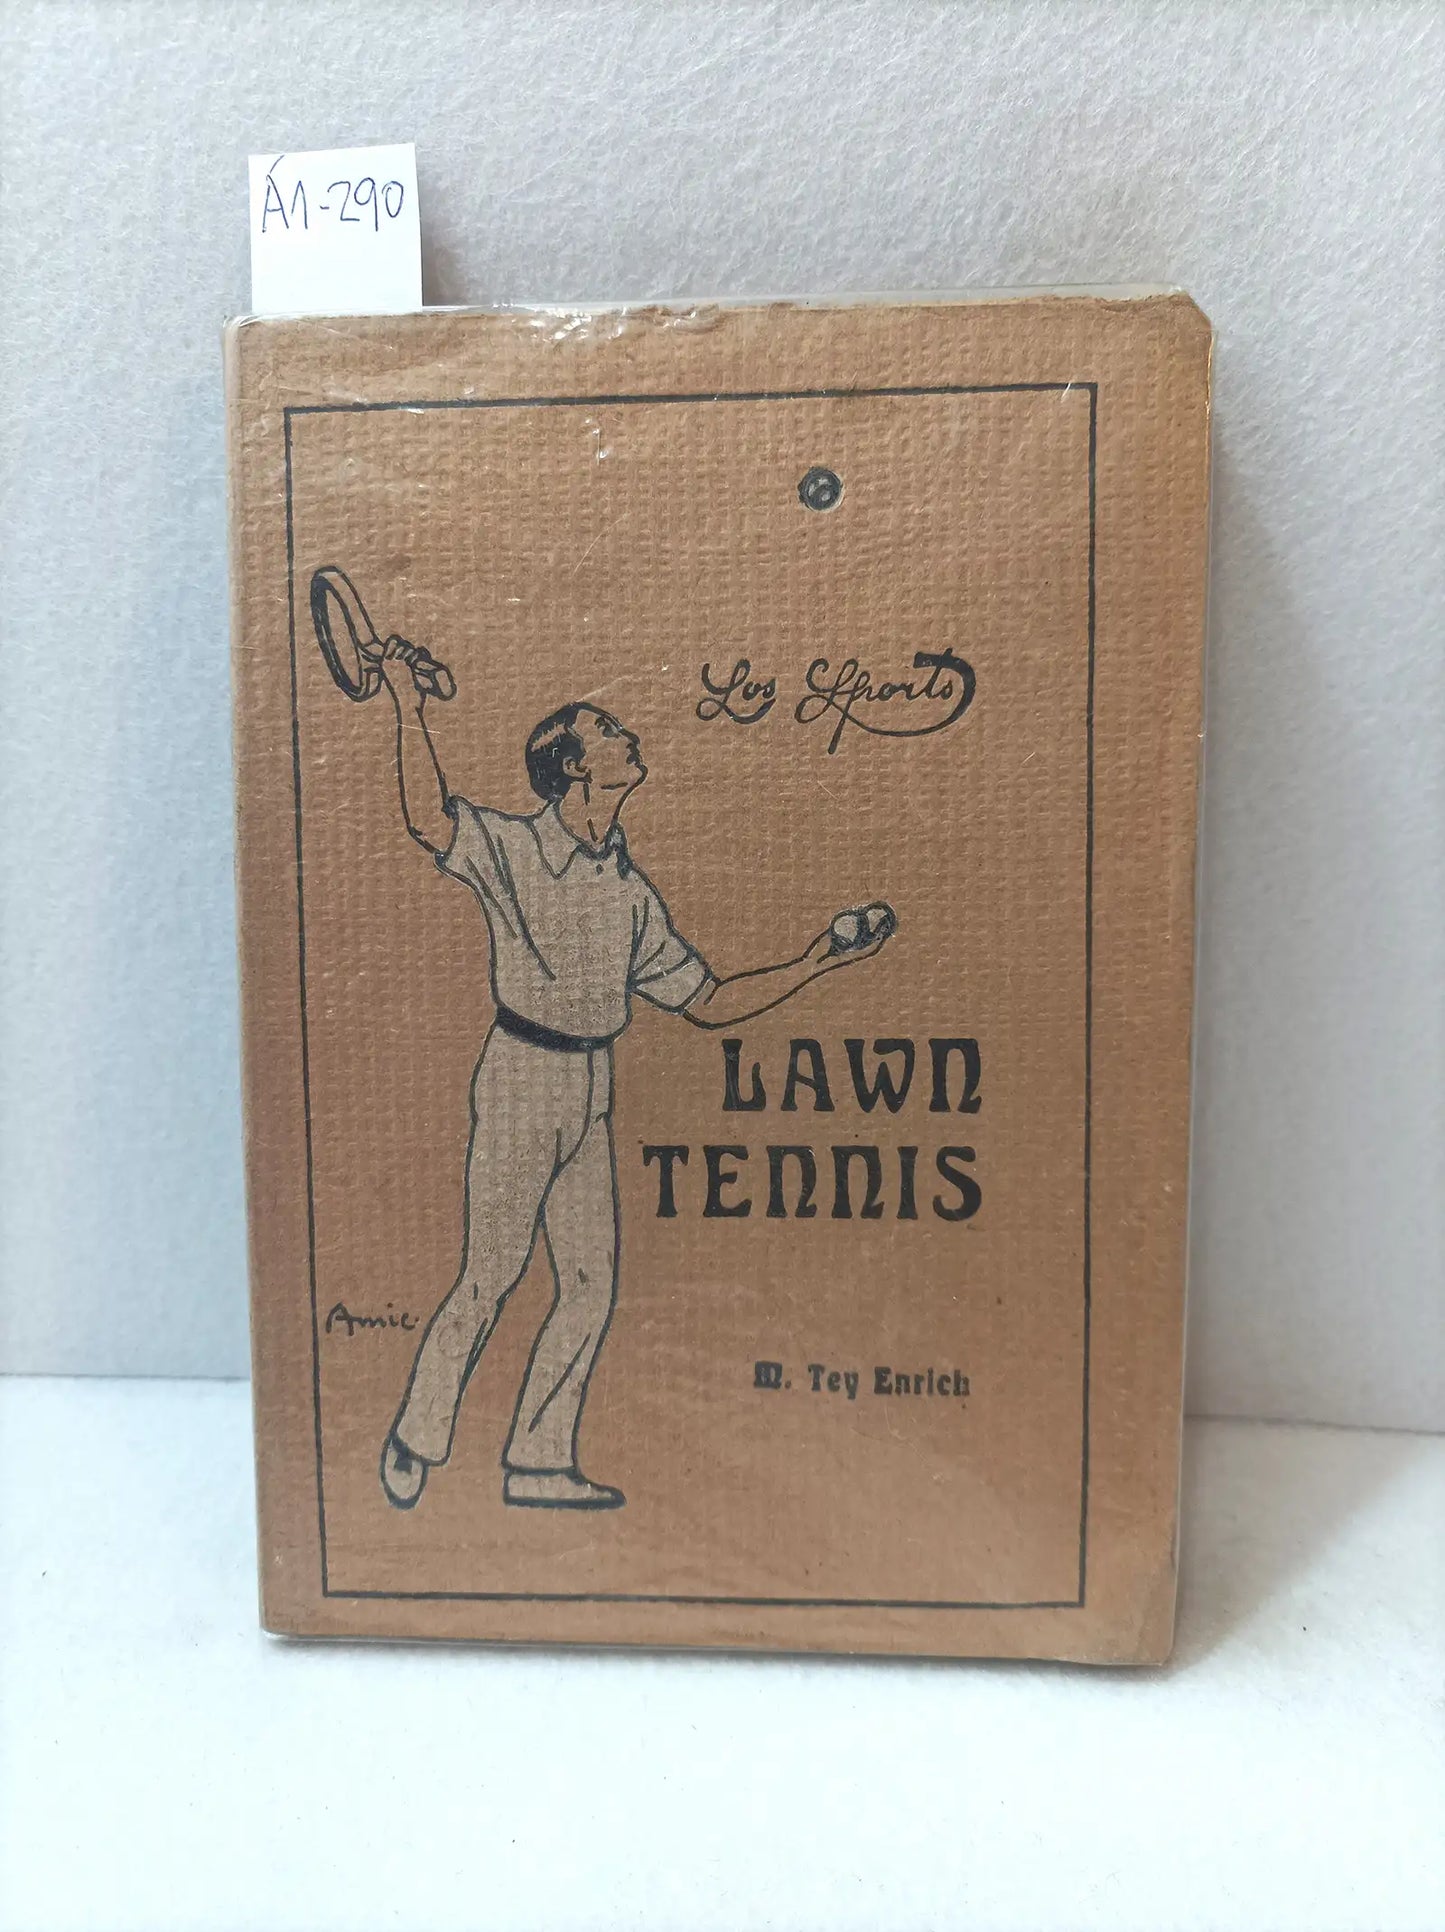 Á1-290
Los Sports
LAWN
TENNIS
Amic
M. Tey Enrich